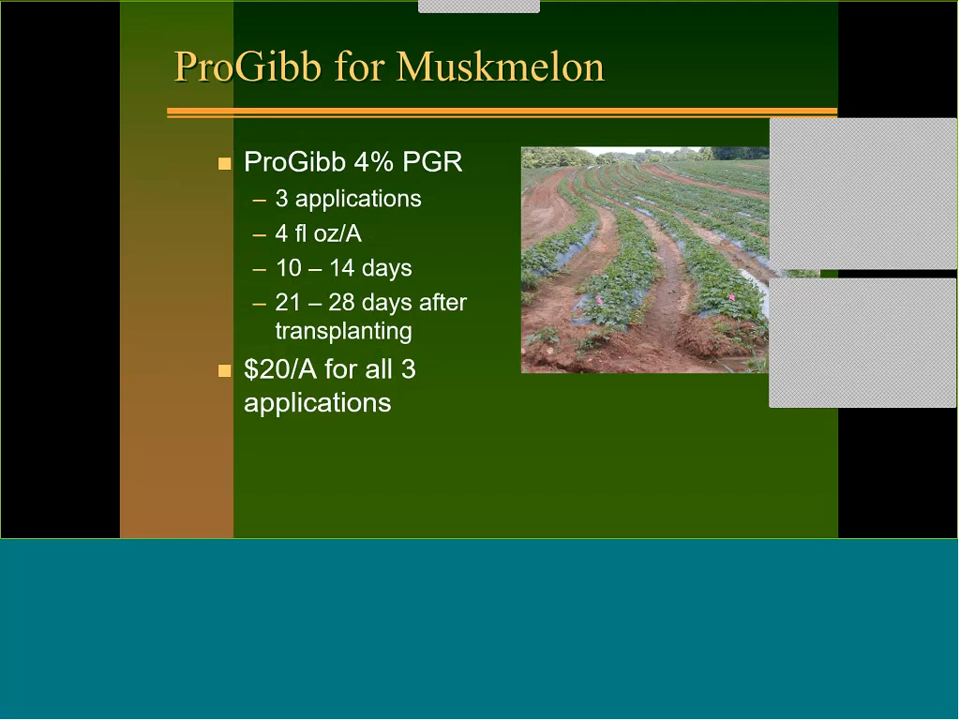 ProGibb for Muskmelon
■ ProGibb 4% PGR
– 3 applications
– 4 fl oz/A
– 10 – 14 days
– 21 – 28 days after
transplanting
■ $20/A for all 3
applications